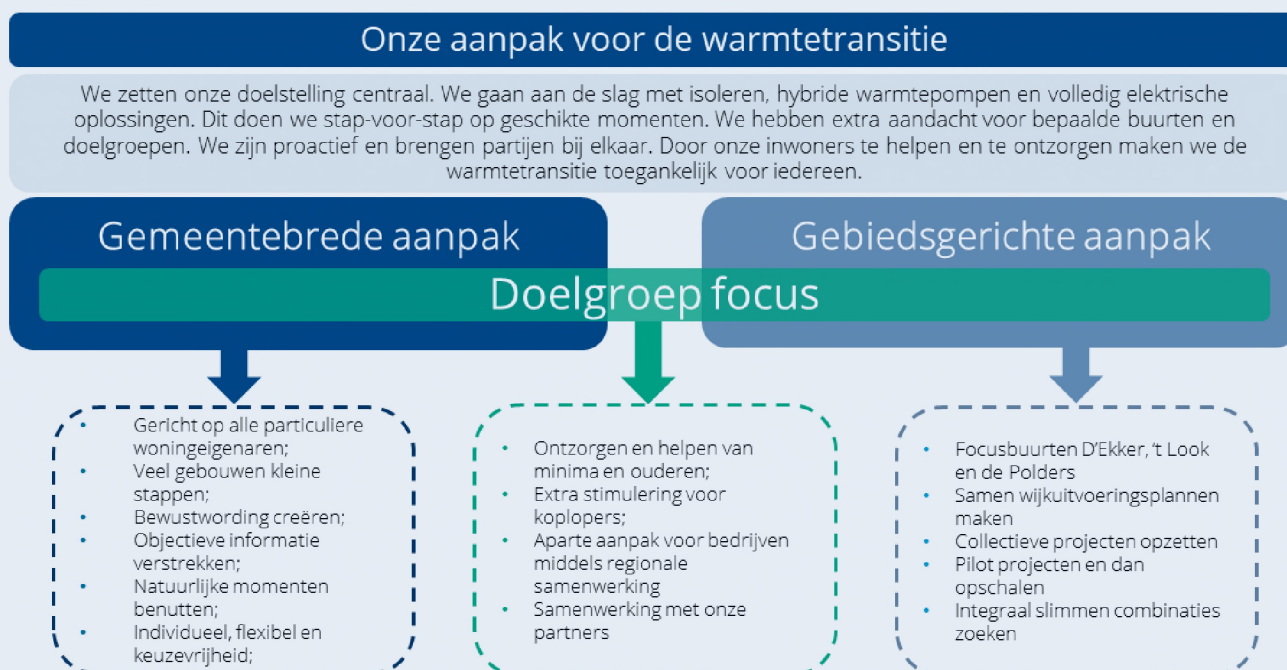 Onze aanpak voor de warmtetransitie
We zetten onze doelstelling centraal. We gaan aan de slag met isoleren, hybride warmtepompen en volledig elektrische
oplossingen. Dit doen we stap-voor-stap op geschikte momenten. We hebben extra aandacht voor bepaalde buurten en
doelgroepen. We zijn proactief en brengen partijen bij elkaar. Door onze inwoners te helpen en te ontzorgen maken we de
warmtetransitie toegankelijk voor iedereen.
Gemeentebrede aanpak
Gebiedsgerichte aanpak
Doelgroep focus
• Gericht op alle particuliere
woningeigenaren;
• Veel gebouwen kleine
stappen;
• Bewustwording creëren;
• Objectieve informatie
verstrekken;
• Natuurlijke momenten
benutten;
• Individueel, flexibel en
keuzevrijheid;
• Ontzorgen en helpen van
minima en ouderen;
• Extra stimulering voor
koplopers;
• Aparte aanpak voor bedrijven
middels regionale
samenwerking
• Samenwerking met onze
partners
• Focusbuurten D'Ekker, 't Look
en de Polders
• Samen wijkuitvoeringsplannen
maken
• Collectieve projecten opzetten
• Pilot projecten en dan
opschalen
• Integraal slimmen combinaties
zoeken